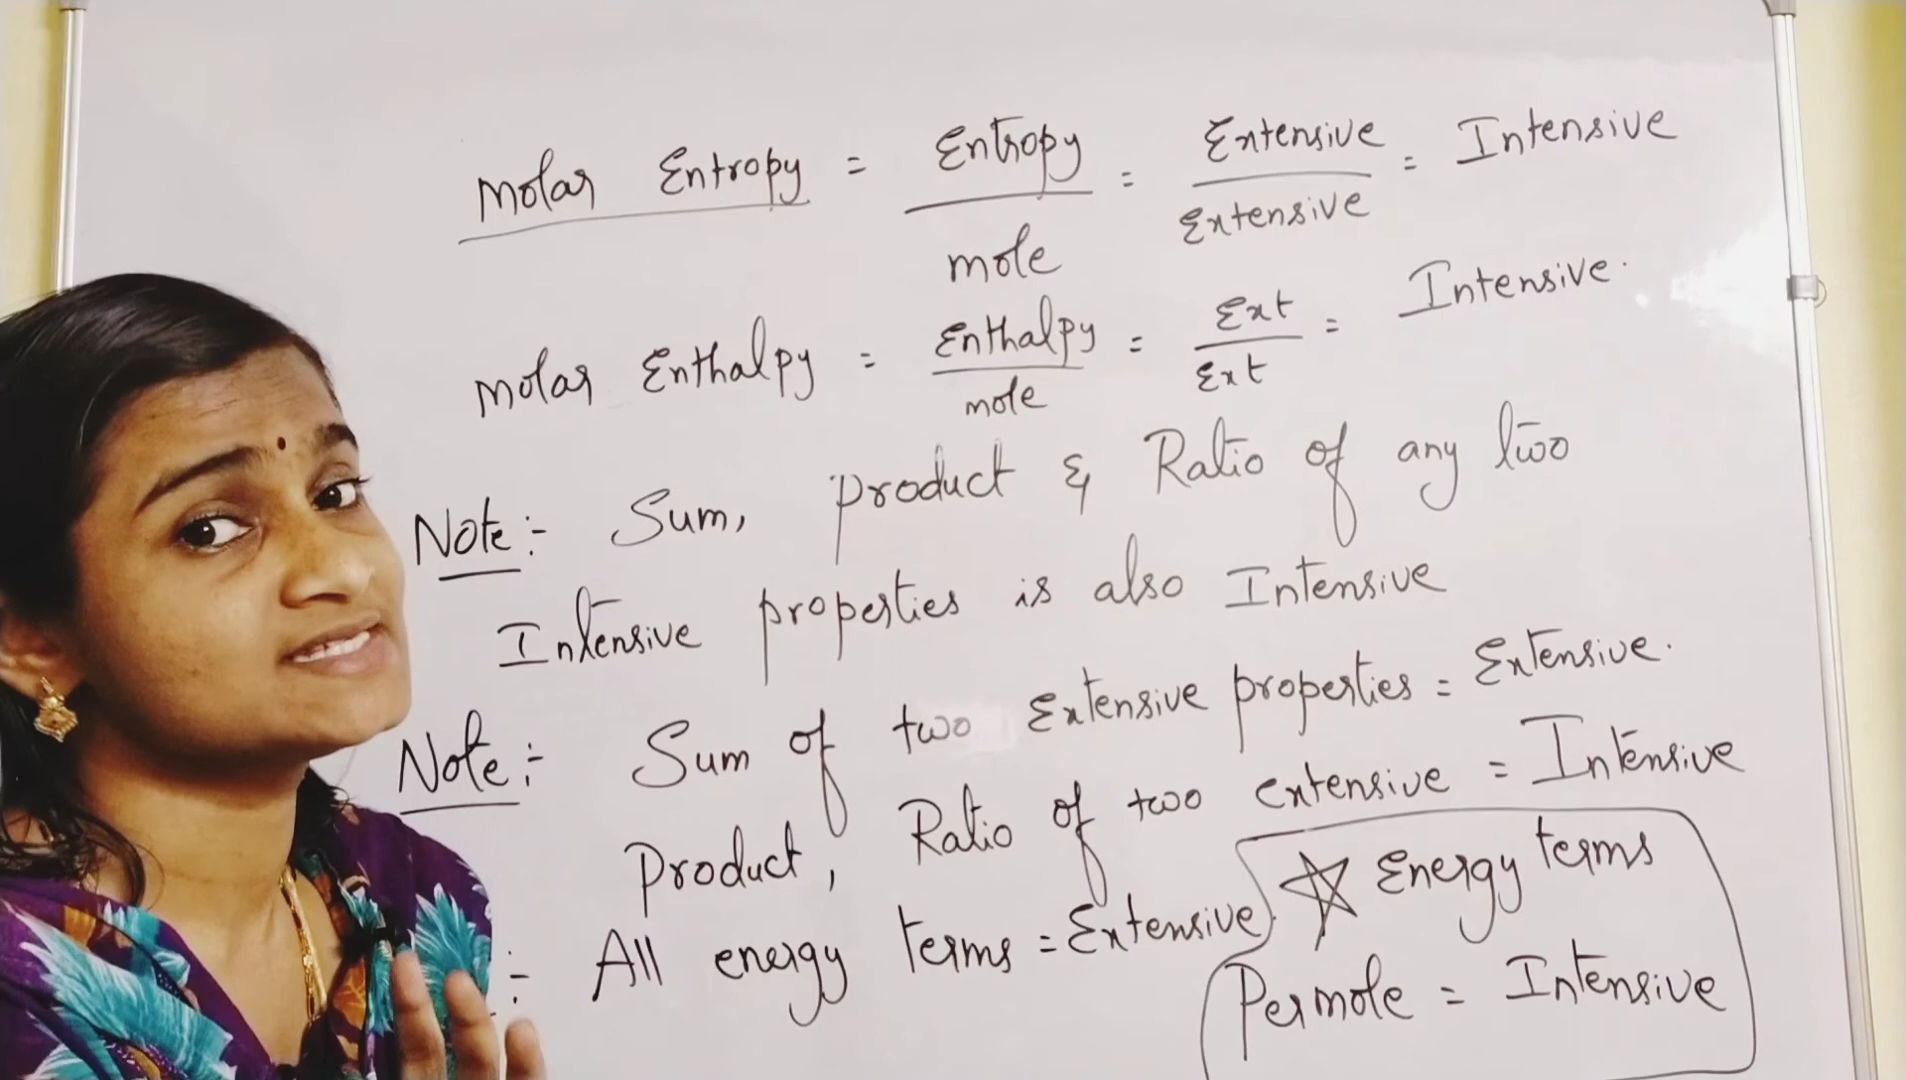 Molar Entropy = Entropy / mole = Extensive / Extensive = Intensive
Molar Enthalpy = Enthalpy / mole = Ext / Ext = Intensive.
Note :- Sum, product & Ratio of any two
Intensive properties is also Intensive
Note :- Sum of two Extensive properties = Extensive.
Product, Ratio of two extensive = Intensive
:- All energy terms = Extensive.
☆ Energy terms
Permole = Intensive